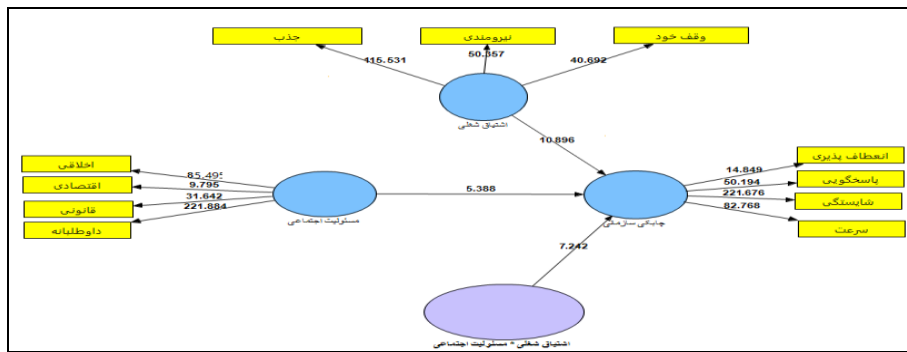 جذب
نیرومندی
وقف خود
115.531
50.357
40.692
اشتیاق شغلی
10.896
اخلاقی
اقتصادی
قانونی
داوطلبانه
85.495
9.795
31.642
221.884
مسئولیت اجتماعی
5.388
انعطاف پذیری
پاسخگویی
شایستگی
سرعت
14.849
50.194
221.676
82.768
چابکی سازمانی
7.242
اشتیاق شغلی * مسئولیت اجتماعی